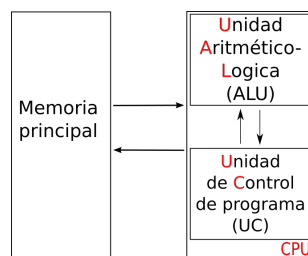 Memoria
principal
Unidad
Aritmético-
Logica
(ALU)
Unidad
de Control
de programa
(UC)
CPU